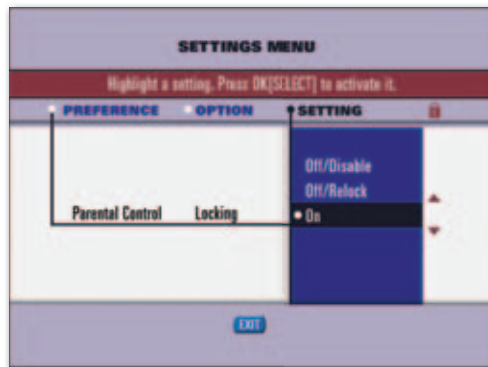 SETTINGS MENU
Highlight a setting. Press OK[SELECT] to activate it.
PREFERENCE OPTION SETTING
Off/Disable
Off/Relock
Parental Control Locking On
EXIT